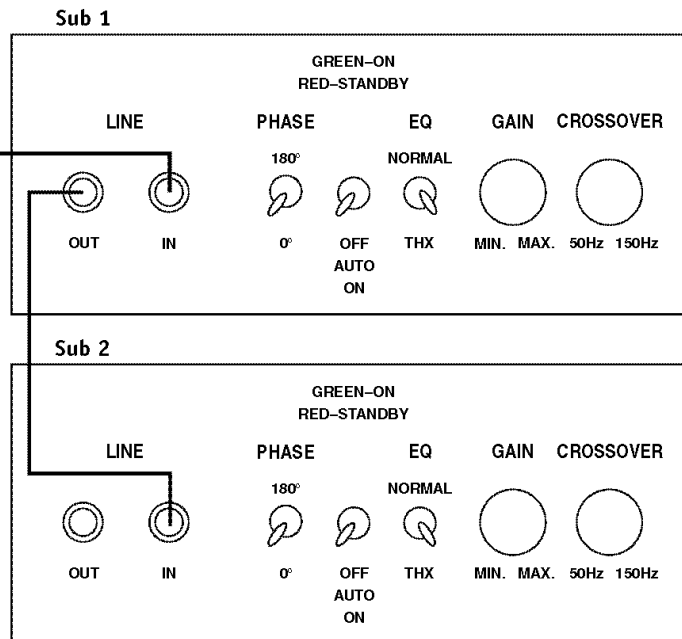 Sub 1
GREEN–ON
RED–STANDBY
LINE PHASE EQ GAIN CROSSOVER
180° NORMAL
OUT IN 0° OFF THX MIN. MAX. 50Hz 150Hz
AUTO
ON
Sub 2
GREEN–ON
RED–STANDBY
LINE PHASE EQ GAIN CROSSOVER
180° NORMAL
OUT IN 0° OFF THX MIN. MAX. 50Hz 150Hz
AUTO
ON